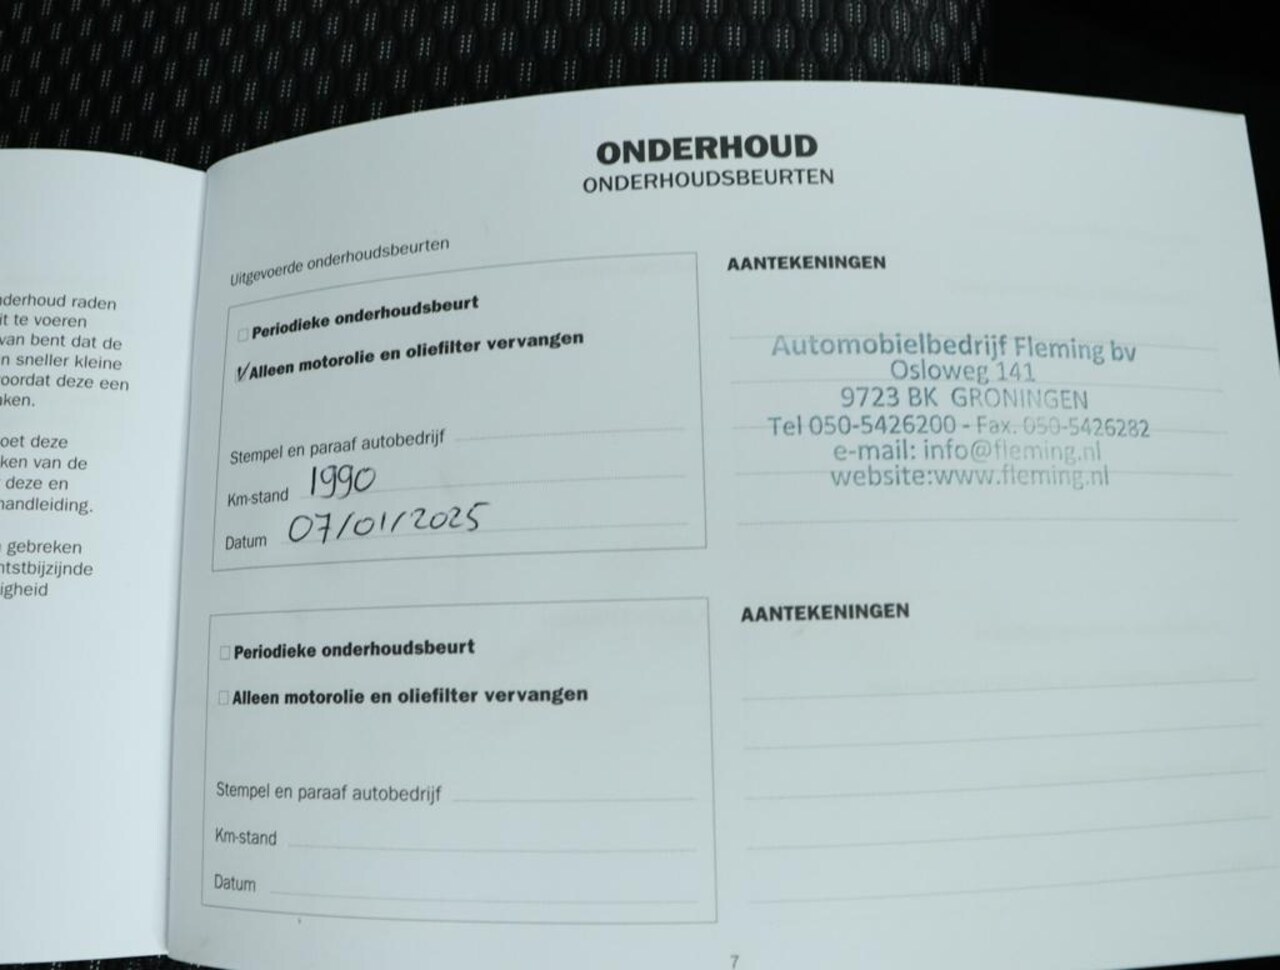 nderhoud raden
it te voeren
van bent dat de
n sneller kleine
voordat deze een
aken.
oet deze
ken van de
deze en
handleiding.
gebreken
htstbijzijnde
igheid
ONDERHOUD
ONDERHOUDSBEURTEN
Uitgevoerde onderhoudsbeurten
Periodieke onderhoudsbeurt
Alleen motorolie en oliefilter vervangen
Stempel en paraaf autobedrijf
Km-stand 1990
Datum 07/01/2025
AANTEKENINGEN
Automobielbedrijf Fleming bv
Osloweg 141
9723 BK GRONINGEN
Tel 050-5426200 - Fax. 050-5426282
e-mail: info@fleming.nl
website:www.fleming.nl
Periodieke onderhoudsbeurt
Alleen motorolie en oliefilter vervangen
Stempel en paraaf autobedrijf
Km-stand
Datum
AANTEKENINGEN
7